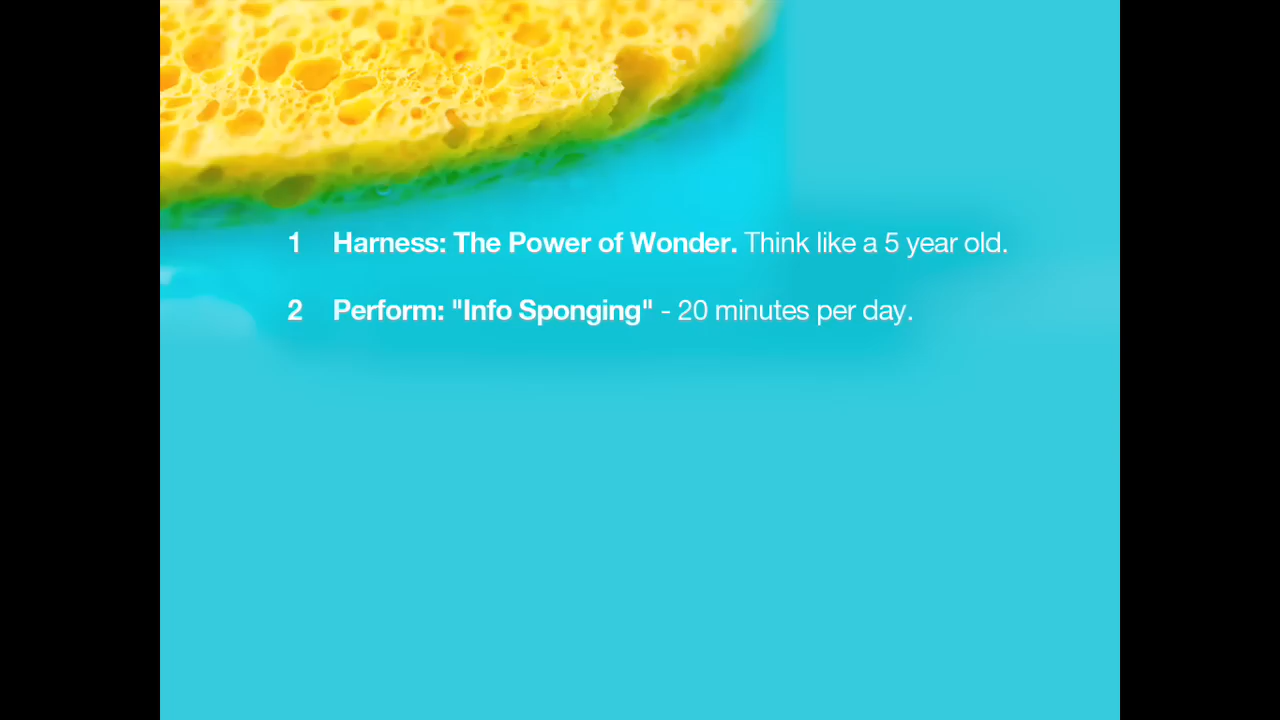 1 Harness: The Power of Wonder. Think like a 5 year old.
2 Perform: "Info Sponging" - 20 minutes per day.